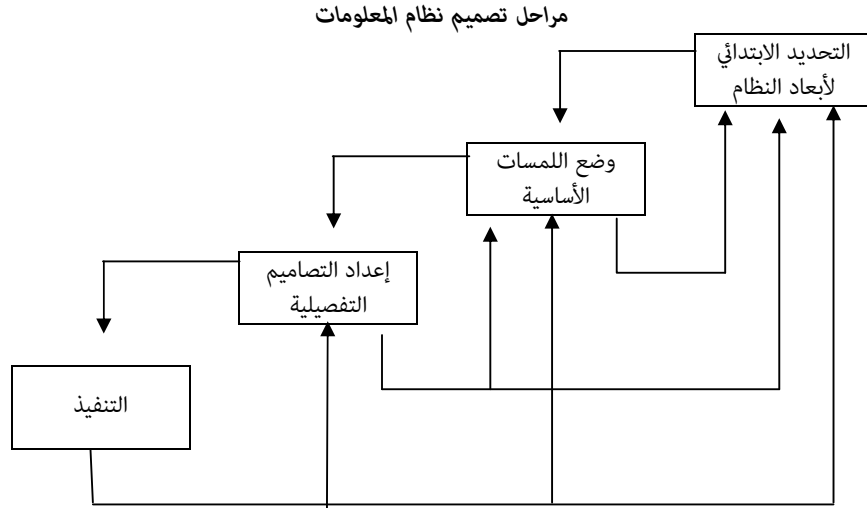 مراحل تصميم نظام المعلومات
التحديد الابتدائي
لأبعاد النظام
وضع اللمسات
الأساسية
إعداد التصاميم
التفصيلية
التنفيذ